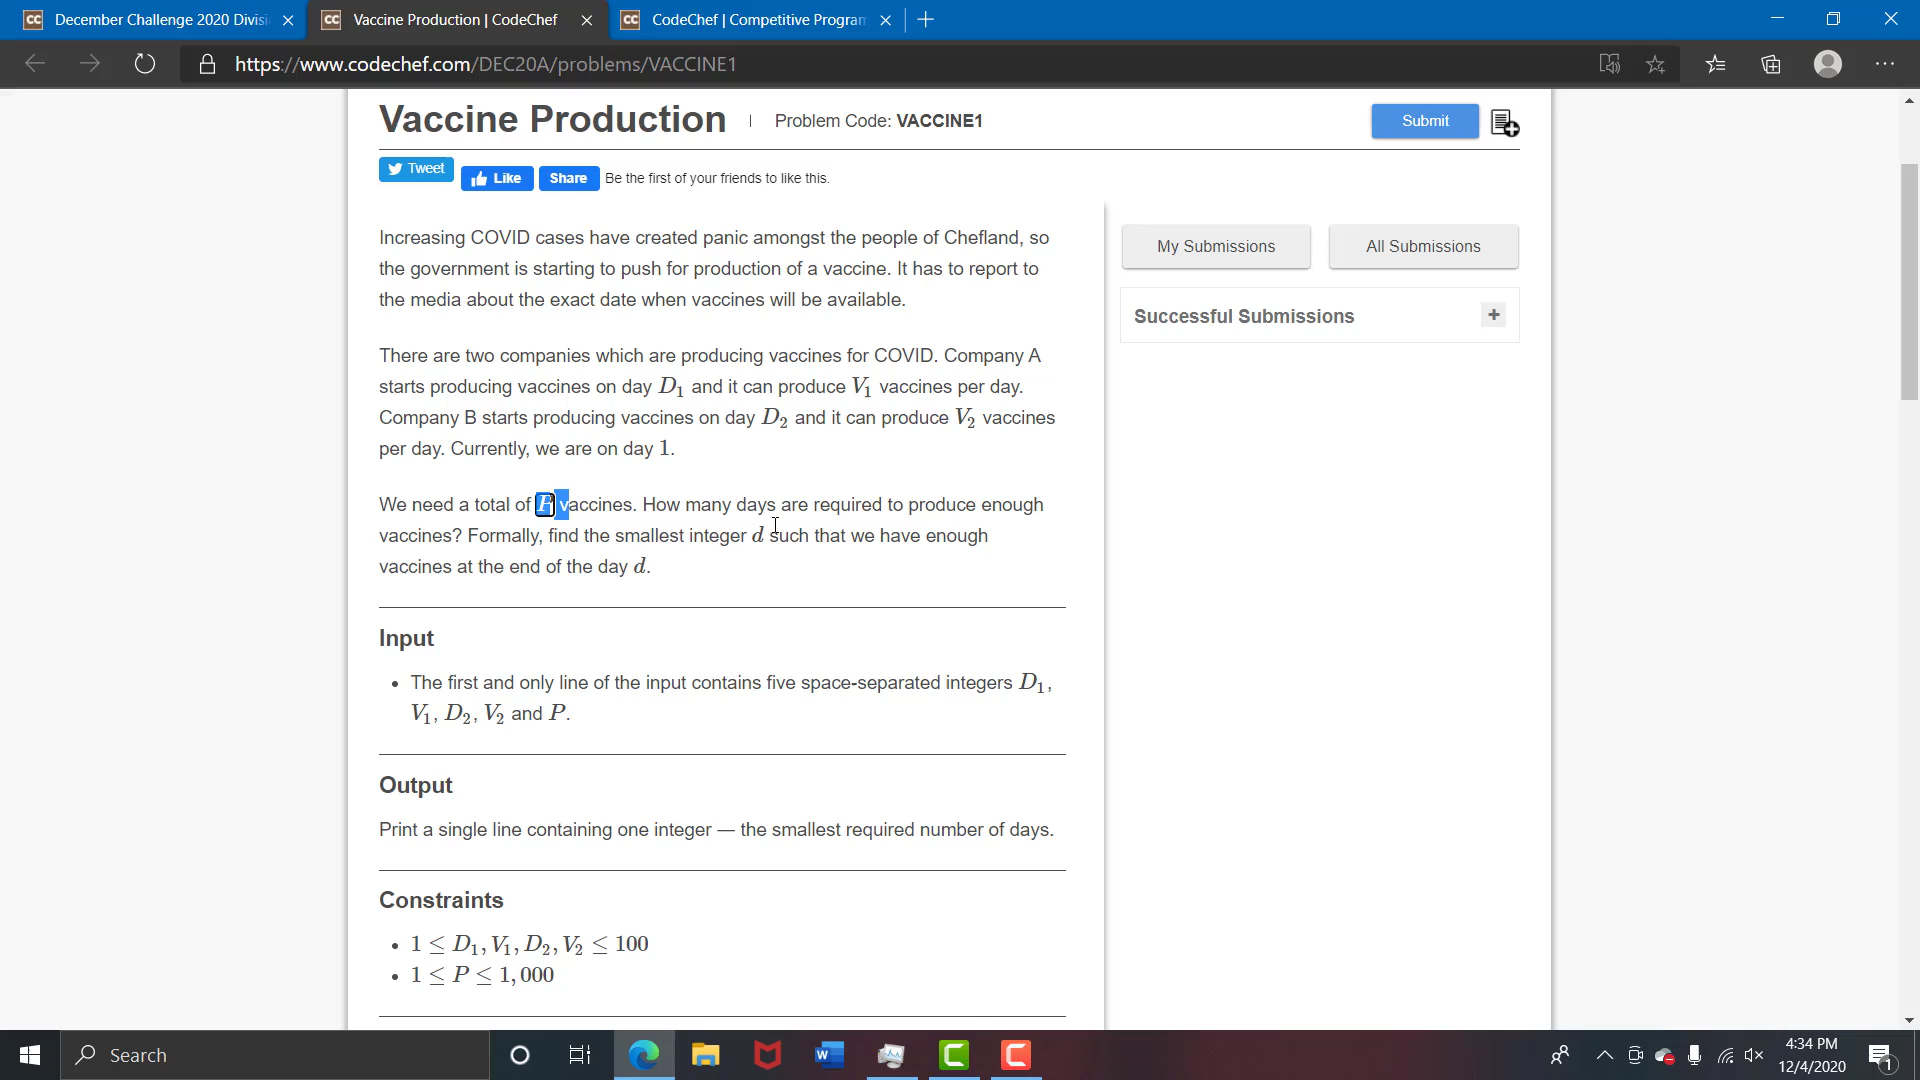 December Challenge 2020 Divisi
Vaccine Production | CodeChef
CodeChef | Competitive Program
https://www.codechef.com/DEC20A/problems/VACCINE1
Vaccine Production | Problem Code: VACCINE1
Submit
Tweet
Like
Share
Be the first of your friends to like this.
Increasing COVID cases have created panic amongst the people of Chefland, so
the government is starting to push for production of a vaccine. It has to report to
the media about the exact date when vaccines will be available.
There are two companies which are producing vaccines for COVID. Company A
starts producing vaccines on day D₁ and it can produce V₁ vaccines per day.
Company B starts producing vaccines on day D₂ and it can produce V₂ vaccines
per day. Currently, we are on day 1.
We need a total of P vaccines. How many days are required to produce enough
vaccines? Formally, find the smallest integer d such that we have enough
vaccines at the end of the day d.
Input
• The first and only line of the input contains five space-separated integers D₁,
V₁, D₂, V₂ and P.
Output
Print a single line containing one integer — the smallest required number of days.
Constraints
• 1 ≤ D₁, V₁, D₂, V₂ ≤ 100
• 1 ≤ P ≤ 1,000
My Submissions
All Submissions
Successful Submissions +
Search
4:34 PM
12/4/2020
1